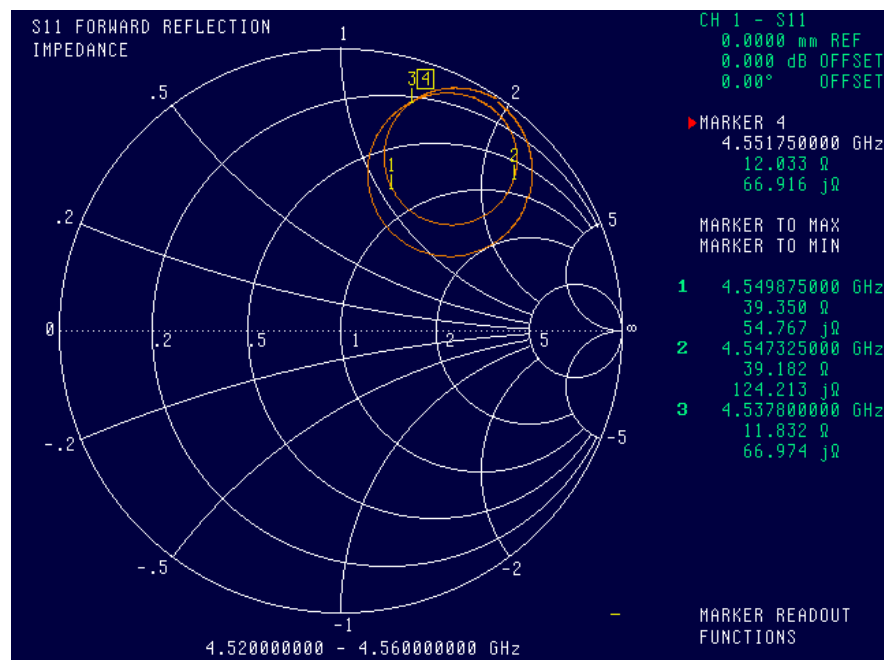 S11 FORWARD REFLECTION
IMPEDANCE
CH 1 - S11
0.0000 mm REF
0.000 dB OFFSET
0.00° OFFSET
▶MARKER 4
4.551750000 GHz
12.033 Ω
66.916 jΩ
MARKER TO MAX
MARKER TO MIN
1 4.549875000 GHz
39.350 Ω
54.767 jΩ
2 4.547325000 GHz
39.182 Ω
124.213 jΩ
3 4.537800000 GHz
11.832 Ω
66.974 jΩ
MARKER READOUT
FUNCTIONS
1
.5
2
3 4
1
2
.2
5
0
.2
.5
1
2
5
∞
-.2
-5
-.5
-2
-1
4.520000000 - 4.560000000 GHz